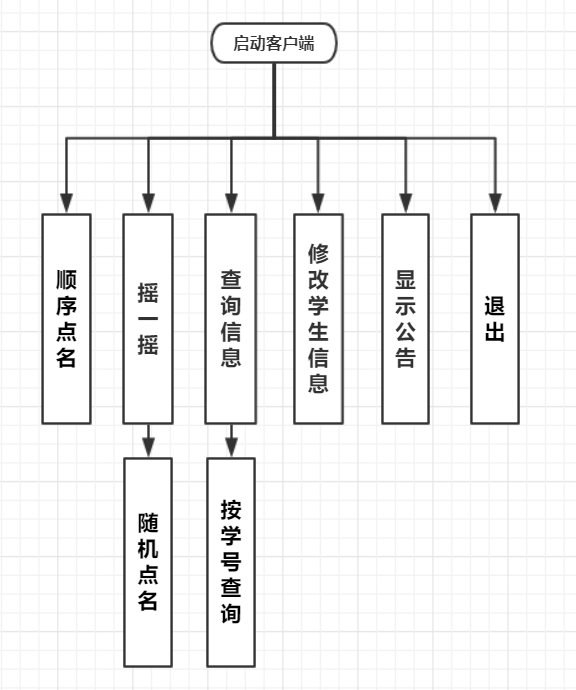 启动客户端
顺序点名
摇一摇
查询信息
修改学生信息
显示公告
退出
随机点名
按学号查询